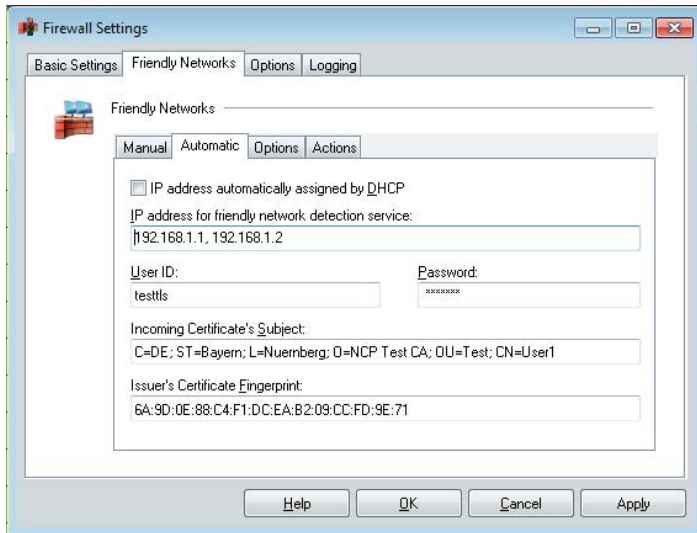 Firewall Settings
Basic Settings Friendly Networks Options Logging
Friendly Networks
Manual Automatic Options Actions
IP address automatically assigned by DHCP
IP address for friendly network detection service:
192.168.1.1, 192.168.1.2
User ID: Password:
testtls xxxxxxx
Incoming Certificate's Subject:
C=DE; ST=Bayern; L=Nuernberg; O=NCP Test CA; OU=Test; CN=User1
Issuer's Certificate Fingerprint:
6A:9D:0E:88:C4:F1:DC:EA:B2:09:CC:FD:9E:71
Help OK Cancel Apply